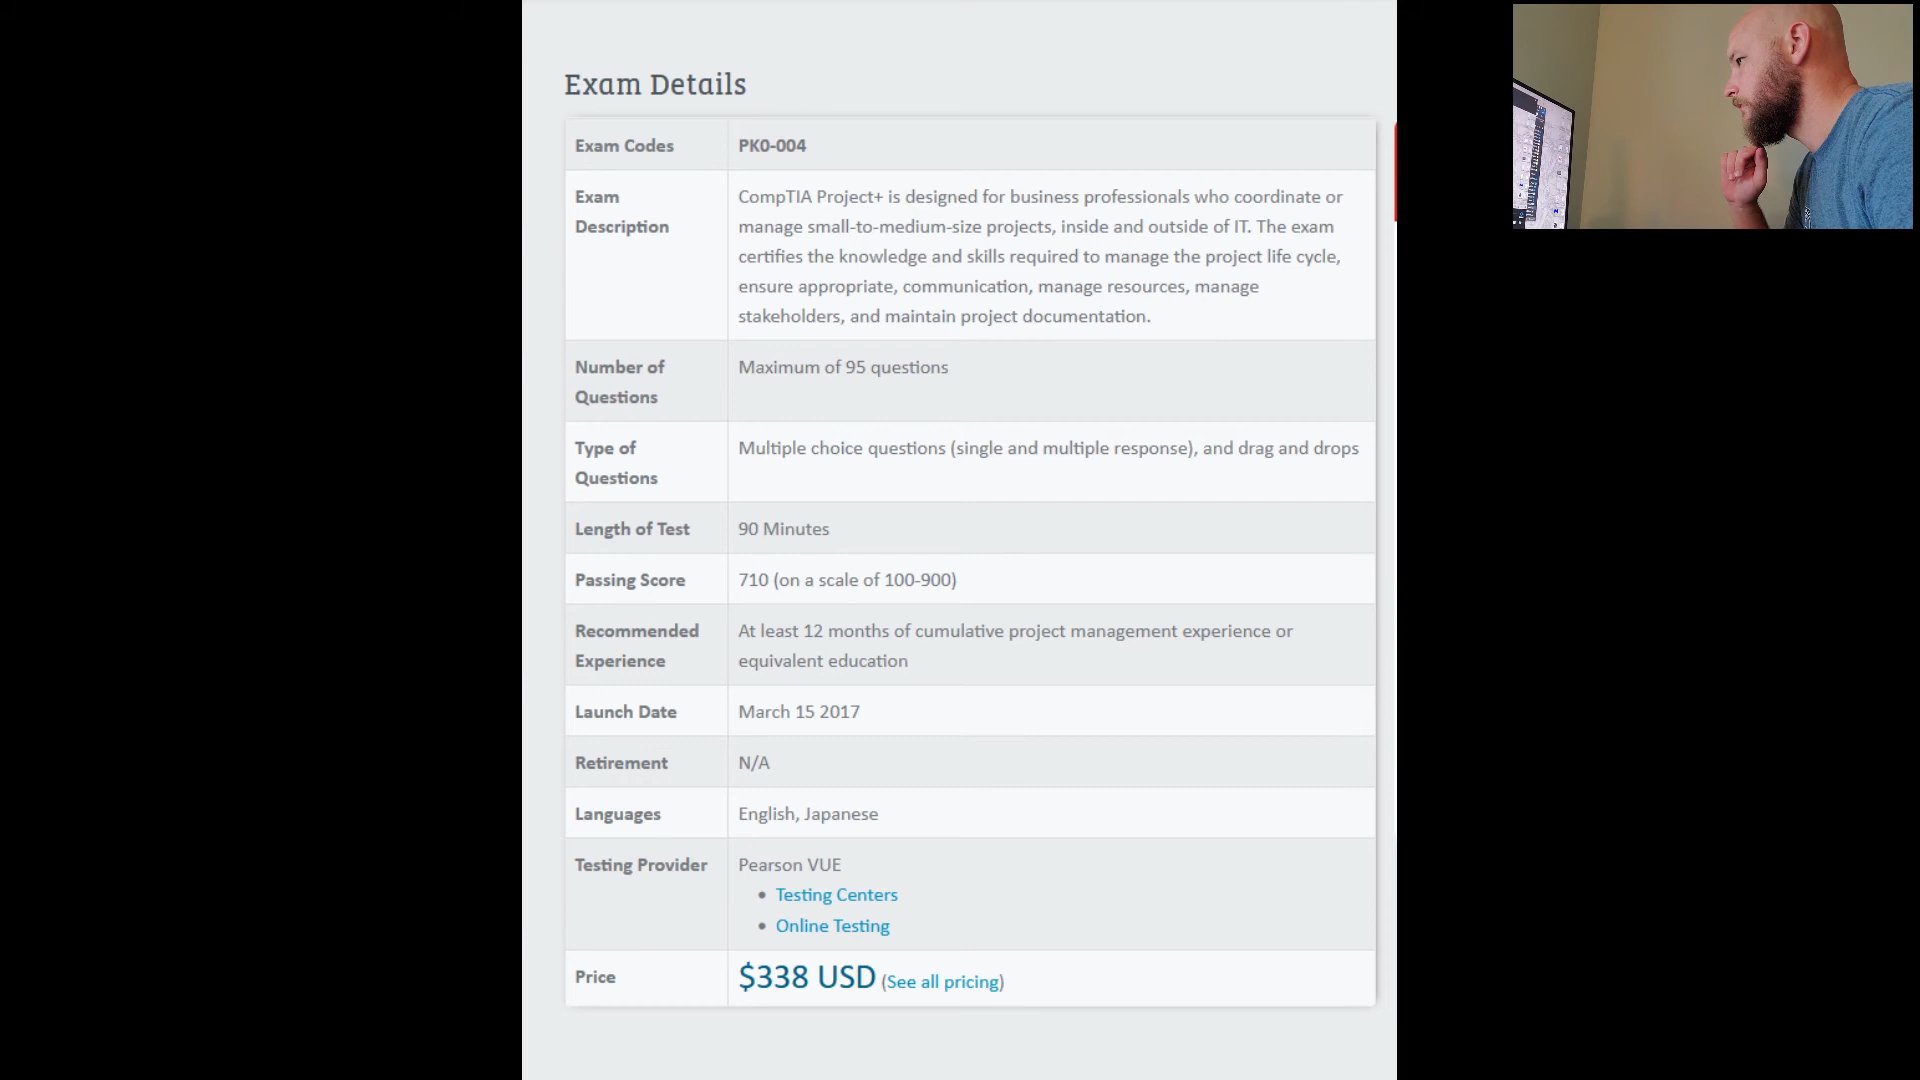 Exam Details
Exam Codes
PK0-004
Exam
Description
CompTIA Project+ is designed for business professionals who coordinate or
manage small-to-medium-size projects, inside and outside of IT. The exam
certifies the knowledge and skills required to manage the project life cycle,
ensure appropriate, communication, manage resources, manage
stakeholders, and maintain project documentation.
Number of
Questions
Maximum of 95 questions
Type of
Questions
Multiple choice questions (single and multiple response), and drag and drops
Length of Test
90 Minutes
Passing Score
710 (on a scale of 100-900)
Recommended
Experience
At least 12 months of cumulative project management experience or
equivalent education
Launch Date
March 15 2017
Retirement
N/A
Languages
English, Japanese
Testing Provider
Pearson VUE
• Testing Centers
• Online Testing
Price
$338 USD (See all pricing)